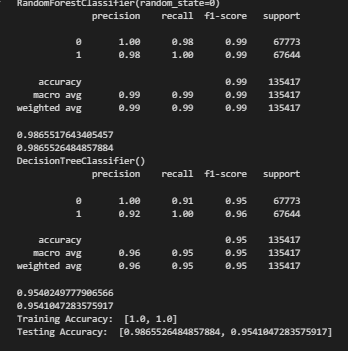 RandomForestClassifier(random_state=0)
precision recall f1-score support
0 1.00 0.98 0.99 67773
1 0.98 1.00 0.99 67644
accuracy 0.99 135417
macro avg 0.99 0.99 0.99 135417
weighted avg 0.99 0.99 0.99 135417
0.9865517643405457
0.9865526484857884
DecisionTreeClassifier()
precision recall f1-score support
0 1.00 0.91 0.95 67773
1 0.92 1.00 0.96 67644
accuracy 0.95 135417
macro avg 0.96 0.95 0.95 135417
weighted avg 0.96 0.95 0.95 135417
0.9540249777906566
0.9541047283575917
Training Accuracy: [1.0, 1.0]
Testing Accuracy: [0.9865526484857884, 0.9541047283575917]